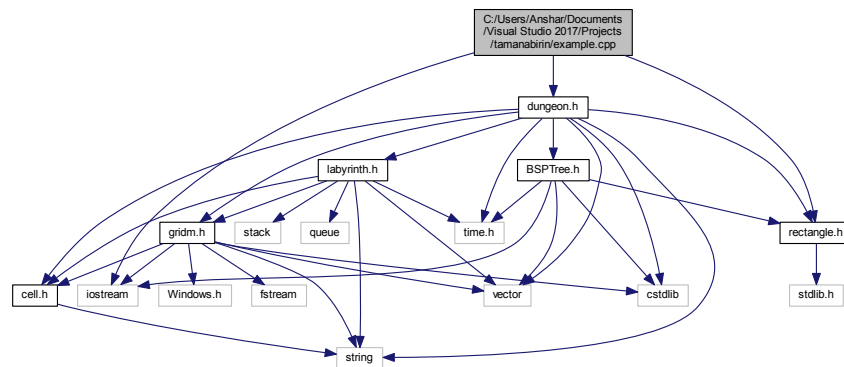 C:/Users/Anshar/Documents
/Visual Studio 2017/Projects
/tamanabirin/example.cpp
dungeon.h
labyrinth.h
BSPTree.h
gridm.h
stack
queue
time.h
rectangle.h
cell.h
iostream
Windows.h
fstream
vector
cstdlib
stdlib.h
string